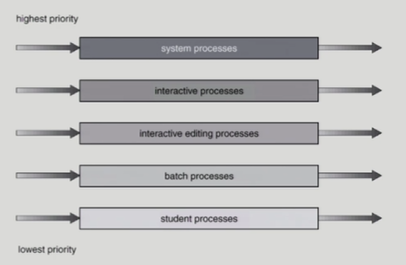 highest priority
system processes
interactive processes
interactive editing processes
batch processes
student processes
lowest priority